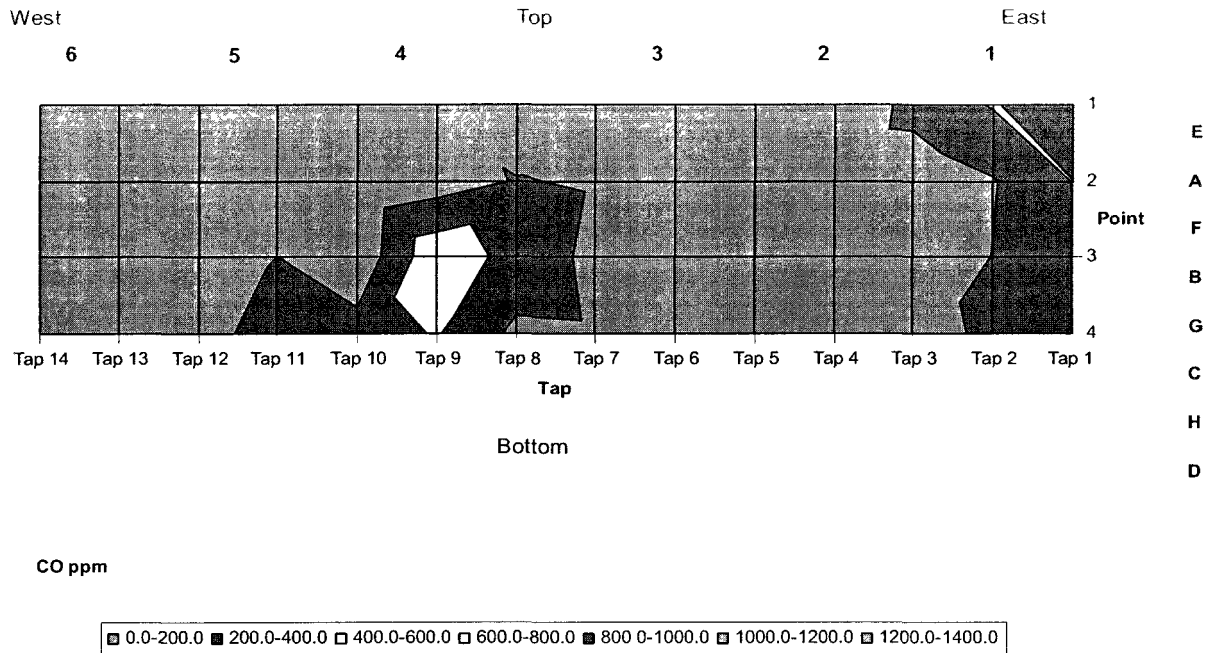 West Top East
6 5 4 3 2 1
1
E
2
A
Point
F
3
B
G
4
Tap 14 Tap 13 Tap 12 Tap 11 Tap 10 Tap 9 Tap 8 Tap 7 Tap 6 Tap 5 Tap 4 Tap 3 Tap 2 Tap 1
C
Tap
H
Bottom
D
CO ppm
0.0-200.0 200.0-400.0 400.0-600.0 600.0-800.0 800 0-1000.0 1000.0-1200.0 1200.0-1400.0